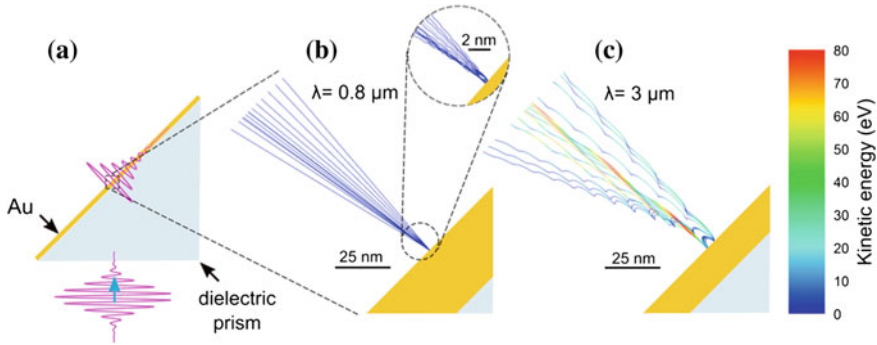 (a)
Au
dielectric
prism
(b)
λ= 0.8 µm
2 nm
25 nm
(c)
λ= 3 µm
25 nm
80
70
60
50
40
30
20
10
0
Kinetic energy (eV)